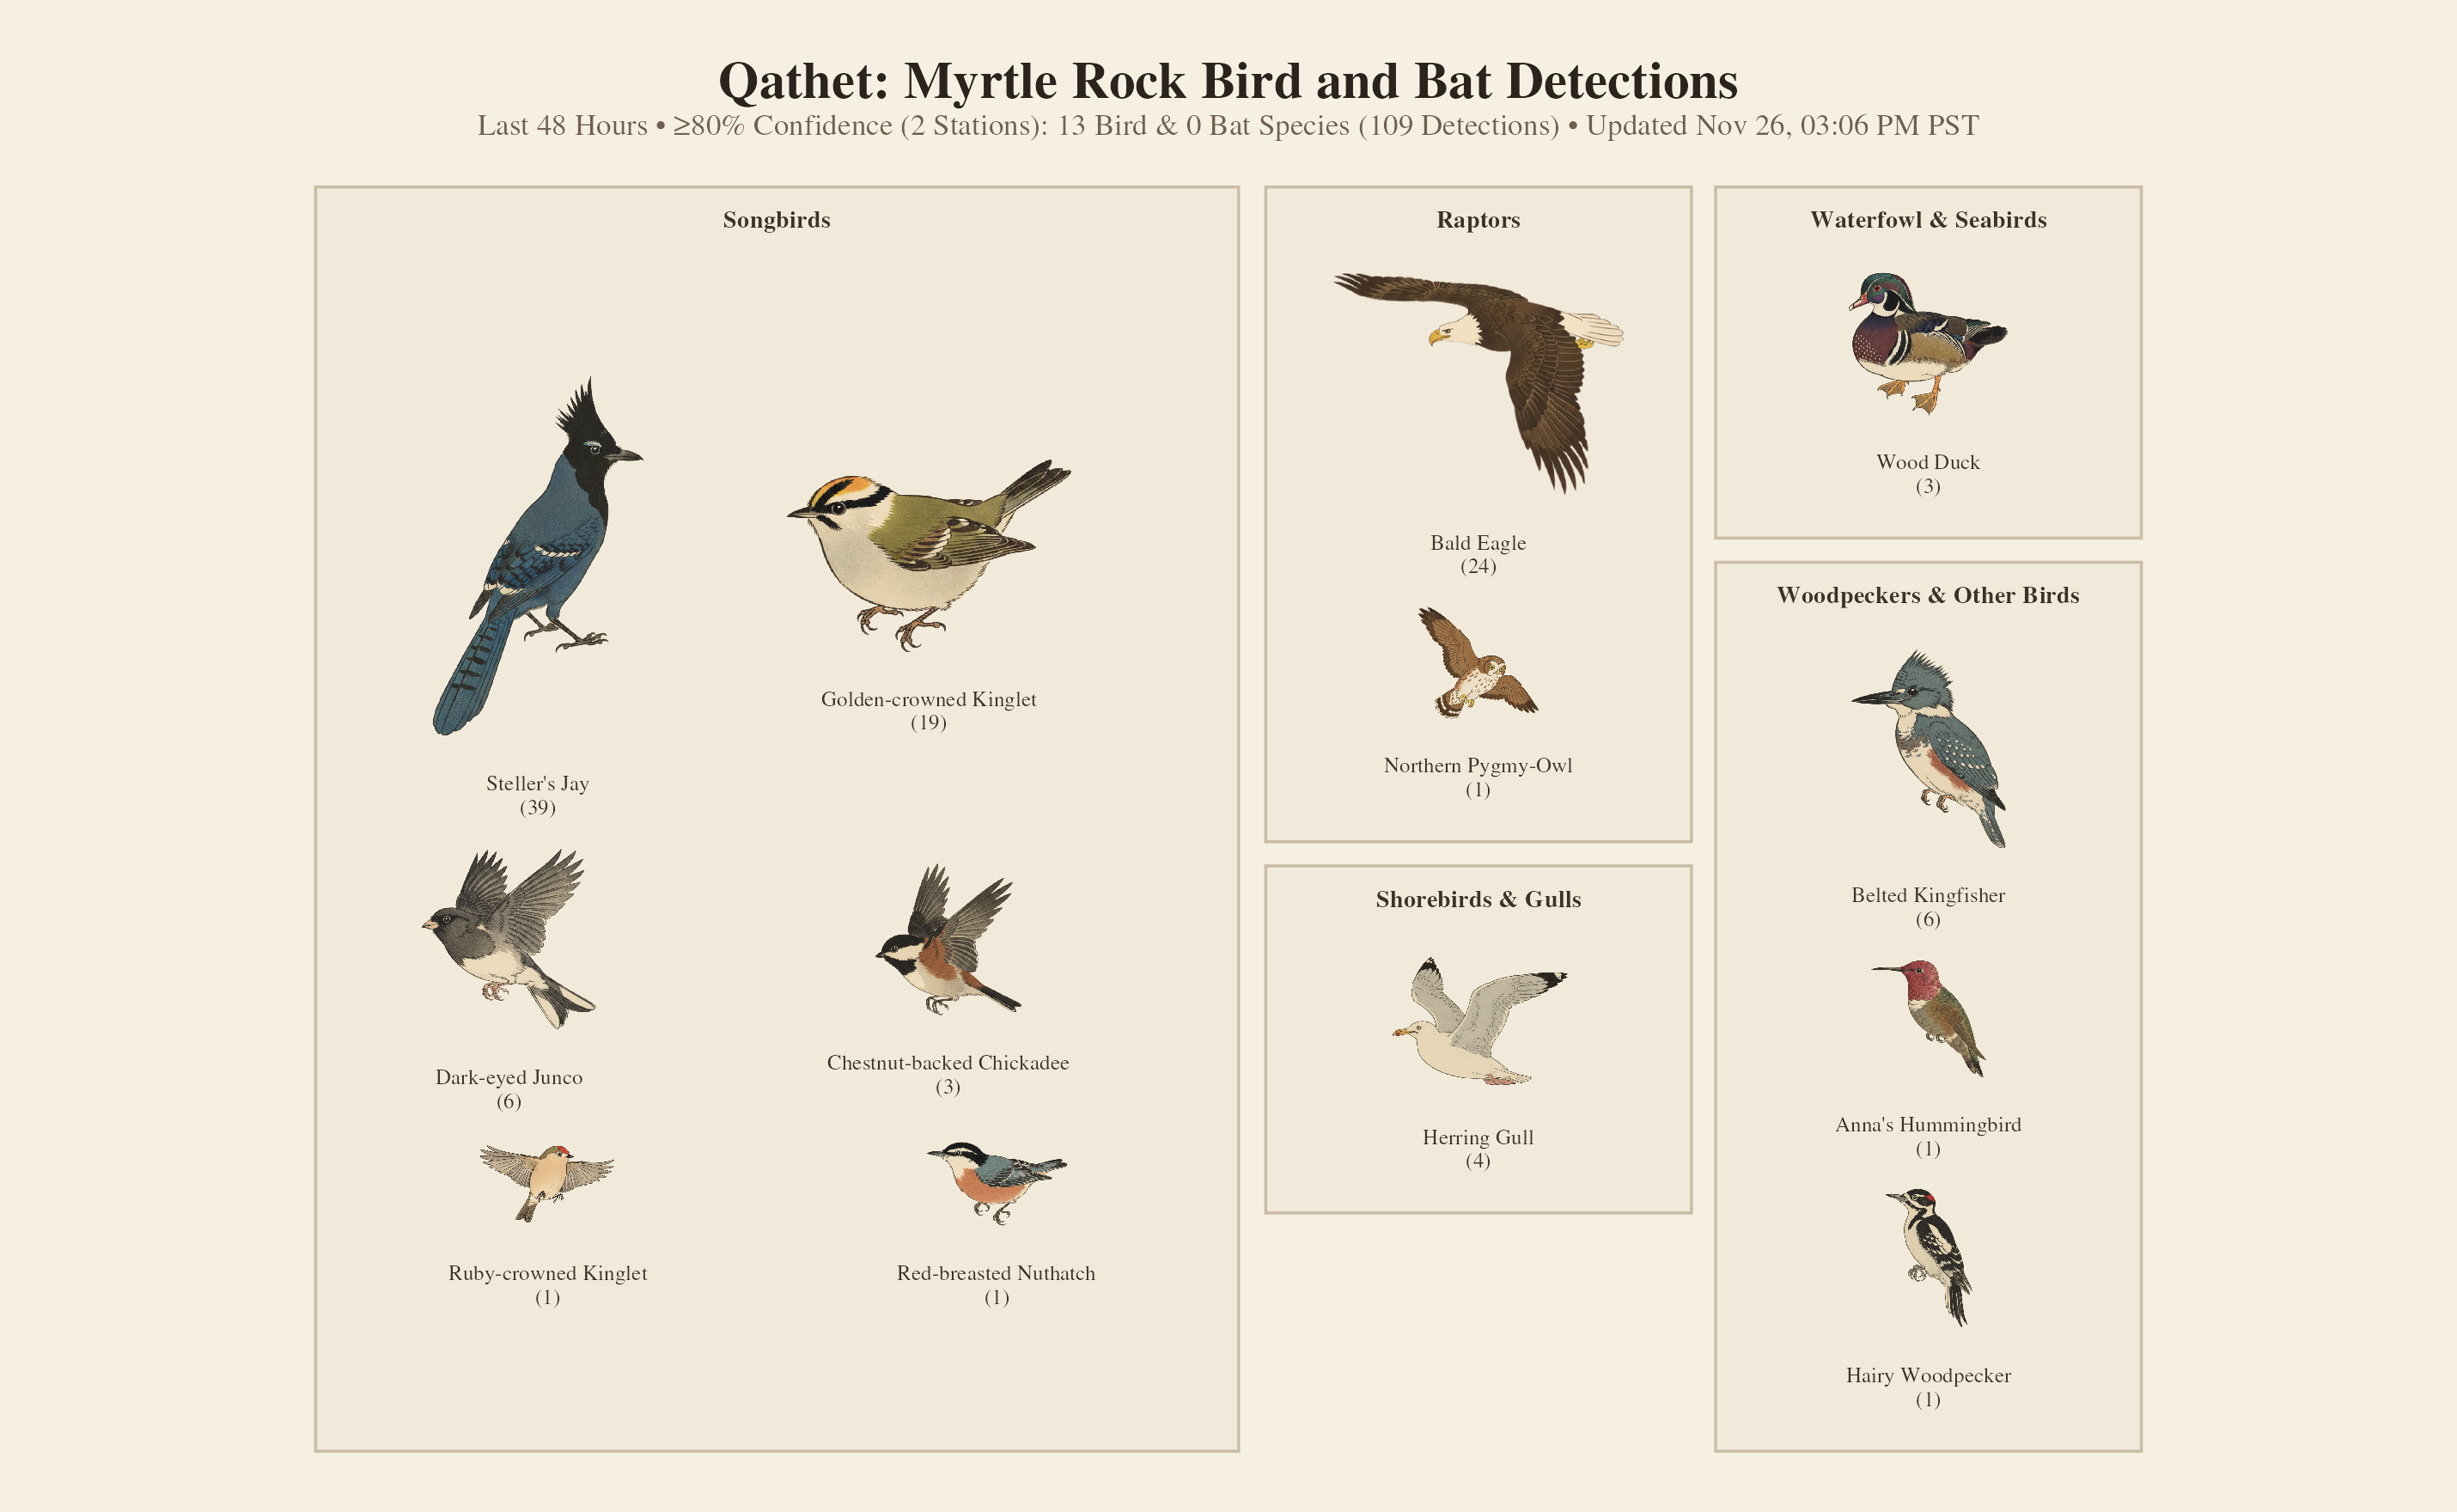 Qathet: Myrtle Rock Bird and Bat Detections
Last 48 Hours • ≥80% Confidence (2 Stations): 13 Bird & 0 Bat Species (109 Detections) • Updated Nov 26, 03:06 PM PST
Songbirds
Steller's Jay
(39)
Golden-crowned Kinglet
(19)
Dark-eyed Junco
(6)
Chestnut-backed Chickadee
(3)
Ruby-crowned Kinglet
(1)
Red-breasted Nuthatch
(1)
Raptors
Bald Eagle
(24)
Northern Pygmy-Owl
(1)
Shorebirds & Gulls
Herring Gull
(4)
Waterfowl & Seabirds
Wood Duck
(3)
Woodpeckers & Other Birds
Belted Kingfisher
(6)
Anna's Hummingbird
(1)
Hairy Woodpecker
(1)